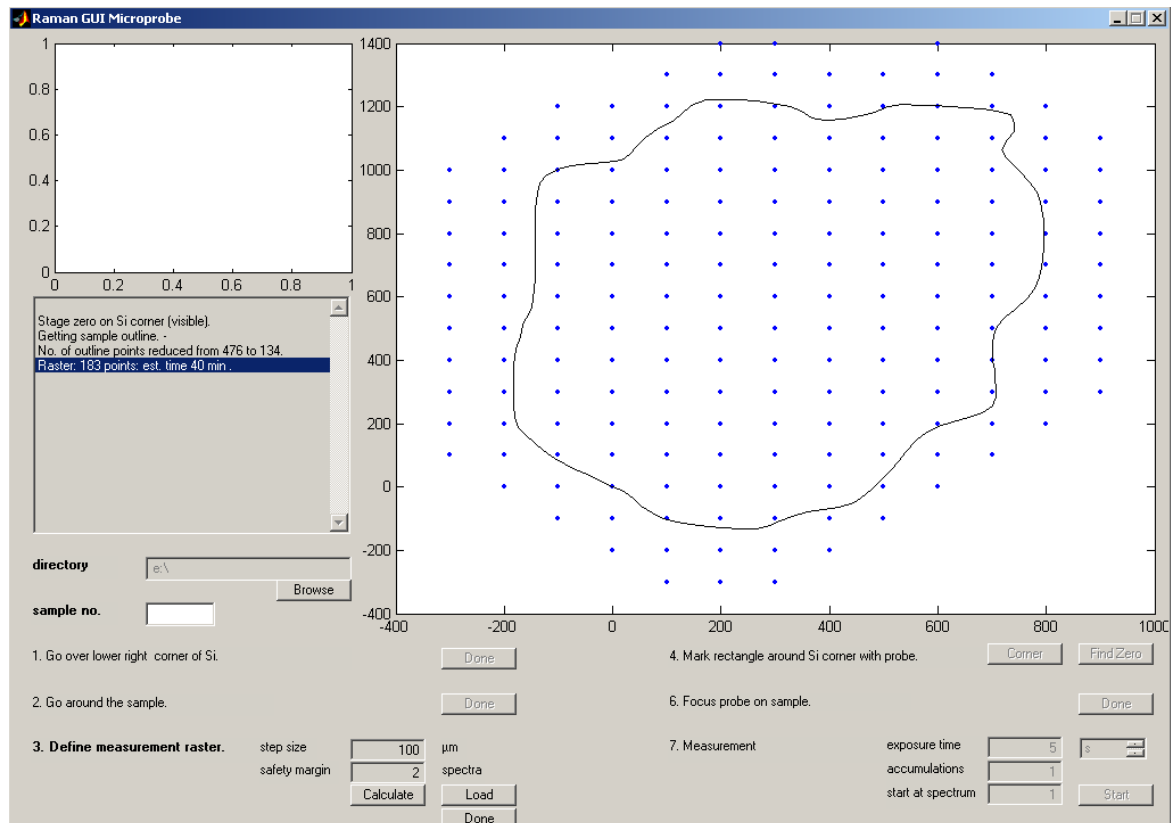 Raman GUI Microprobe
1
0.8
0.6
0.4
0.2
0
0 0.2 0.4 0.6 0.8 1
1400
1200
1000
800
600
400
200
0
-200
-400
-400 -200 0 200 400 600 800 1000
Stage zero on Si corner (visible).
Getting sample outline. -
No. of outline points reduced from 476 to 134.
Raster: 183 points: est. time 40 min .
directory e:\
Browse
sample no.
1. Go over lower right corner of Si. Done
2. Go around the sample. Done
3. Define measurement raster. step size 100 µm
safety margin 2 spectra
Calculate Load
Done
4. Mark rectangle around Si corner with probe. Corner Find Zero
6. Focus probe on sample. Done
7. Measurement exposure time 5 s
accumulations 1
start at spectrum 1 Start